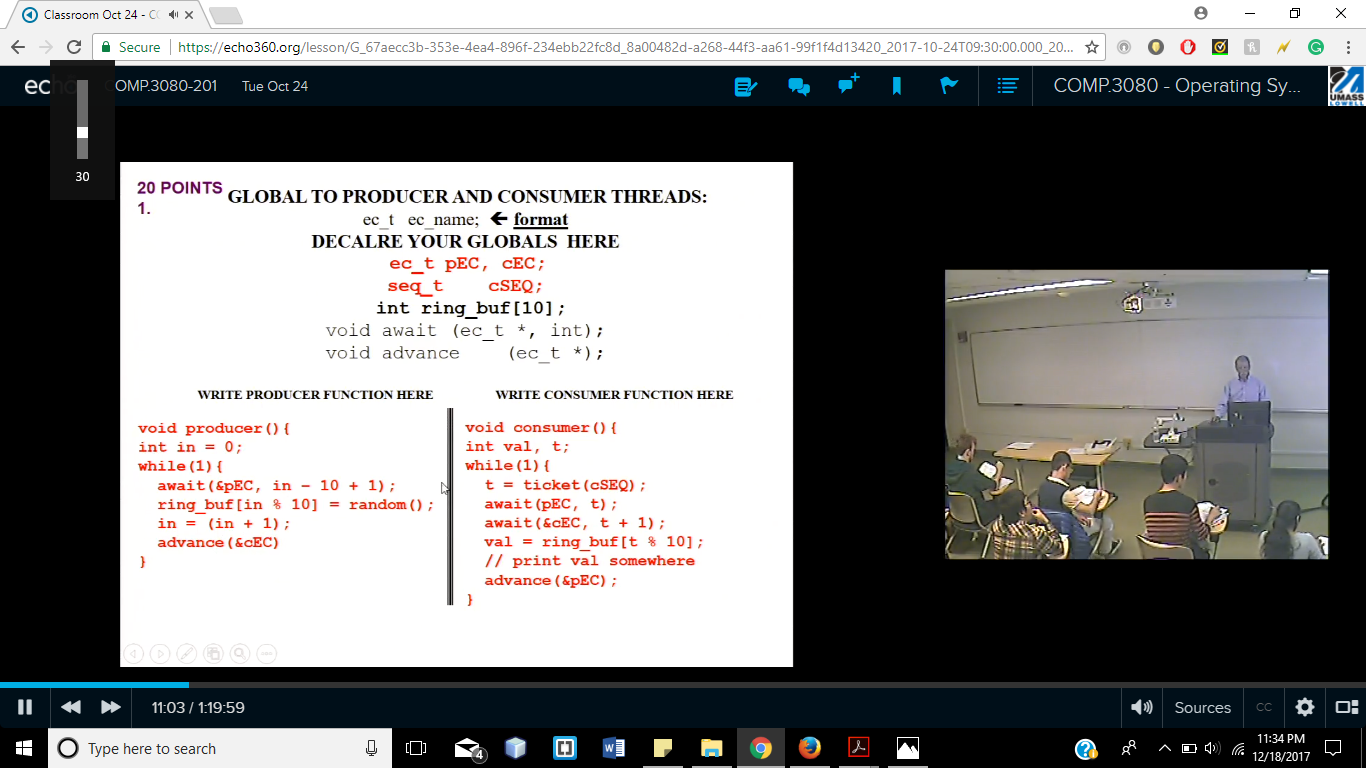 Classroom Oct 24 - C
Secure
https://echo360.org/lesson/G_67aecc3b-353e-4ea4-896f-234ebb22fc8d_8a00482d-a268-44f3-aa61-99f1f4d13420_2017-10-24T09:30:00.000_20...
echo
OMP.3080-201
Tue Oct 24
COMP.3080 - Operating Sy...
UMASS
LOWELL
30
20 POINTS
1.
GLOBAL TO PRODUCER AND CONSUMER THREADS:
ec_t ec_name; 🡰 format
DECALRE YOUR GLOBALS HERE
ec_t pEC, cEC;
seq_t cSEQ;
int ring_buf[10];
void await (ec_t *, int);
void advance (ec_t *);
WRITE PRODUCER FUNCTION HERE
void producer(){
int in = 0;
while(1){
await(&pEC, in – 10 + 1);
ring_buf[in % 10] = random();
in = (in + 1);
advance(&cEC)
}
WRITE CONSUMER FUNCTION HERE
void consumer(){
int val, t;
while(1){
t = ticket(cSEQ);
await(pEC, t);
await(&cEC, t + 1);
val = ring_buf[t % 10];
// print val somewhere
advance(&pEC);
}
11:03 / 1:19:59
Sources
CC
Type here to search
4
11:34 PM
12/18/2017